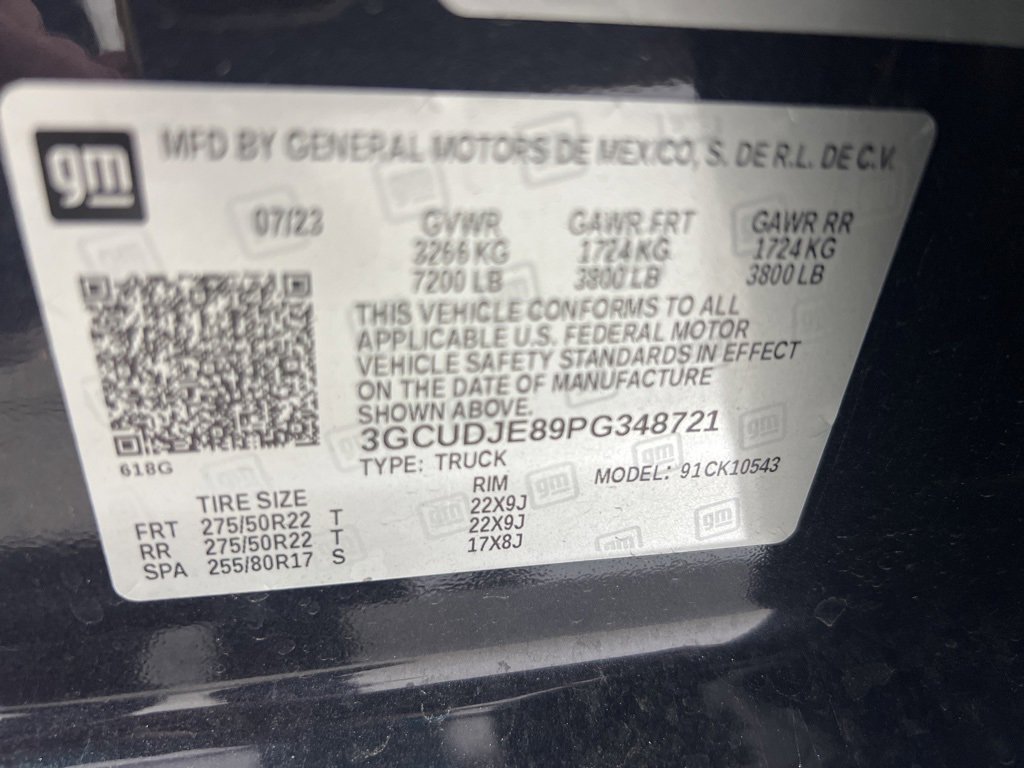 gm
MFD BY GENERAL MOTORS DE MEXICO, S. DE R.L. DE C.V.
07/23 GVWR GAWR FRT GAWR RR
3266 KG 1724 KG 1724 KG
7200 LB 3800 LB 3800 LB
THIS VEHICLE CONFORMS TO ALL
APPLICABLE U.S. FEDERAL MOTOR
VEHICLE SAFETY STANDARDS IN EFFECT
ON THE DATE OF MANUFACTURE
SHOWN ABOVE.
3GCUDJE89PG348721
618G
TYPE: TRUCK MODEL: 91CK10543
TIRE SIZE RIM
FRT 275/50R22 T 22X9J
RR 275/50R22 T 22X9J
SPA 255/80R17 S 17X8J